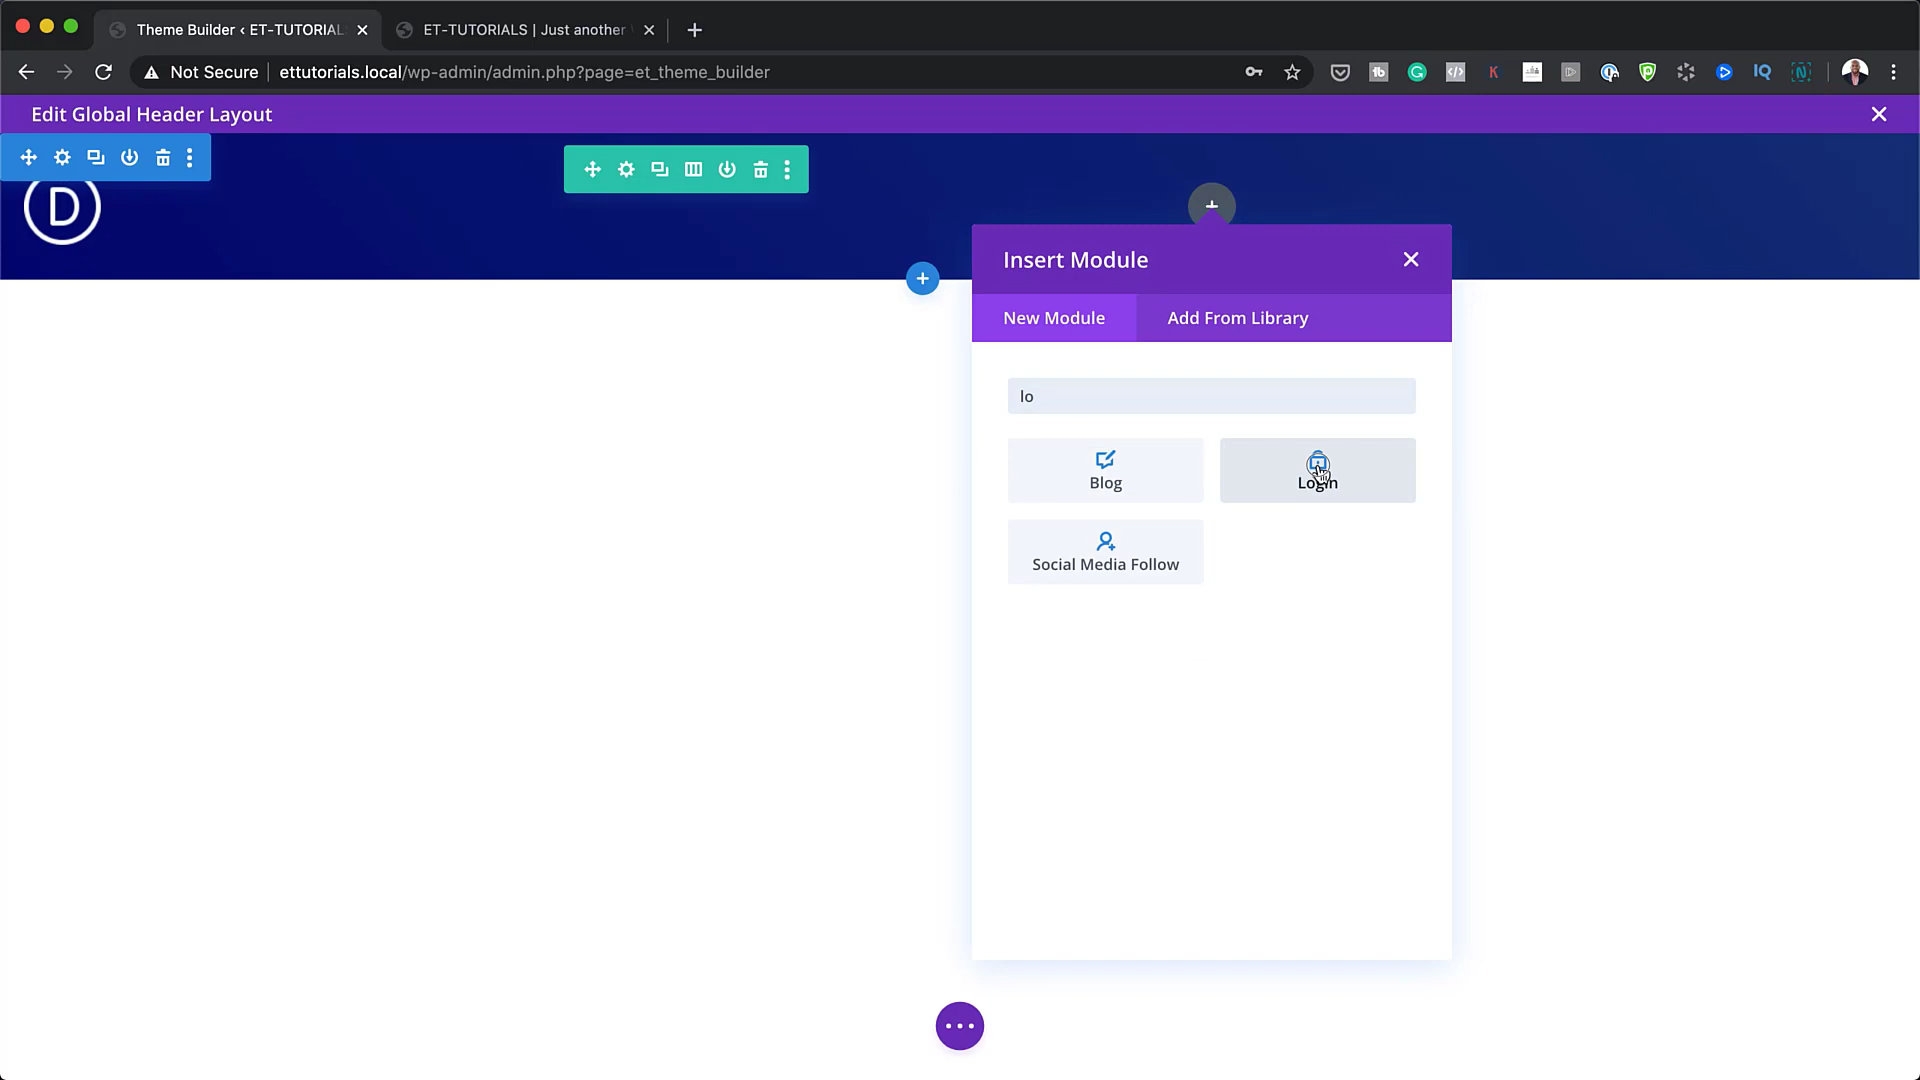 Theme Builder ‹ ET-TUTORIAL
ET-TUTORIALS | Just another
Not Secure
ettutorials.local/wp-admin/admin.php?page=et_theme_builder
Edit Global Header Layout
D
Insert Module
New Module
Add From Library
lo
Blog
Login
Social Media Follow